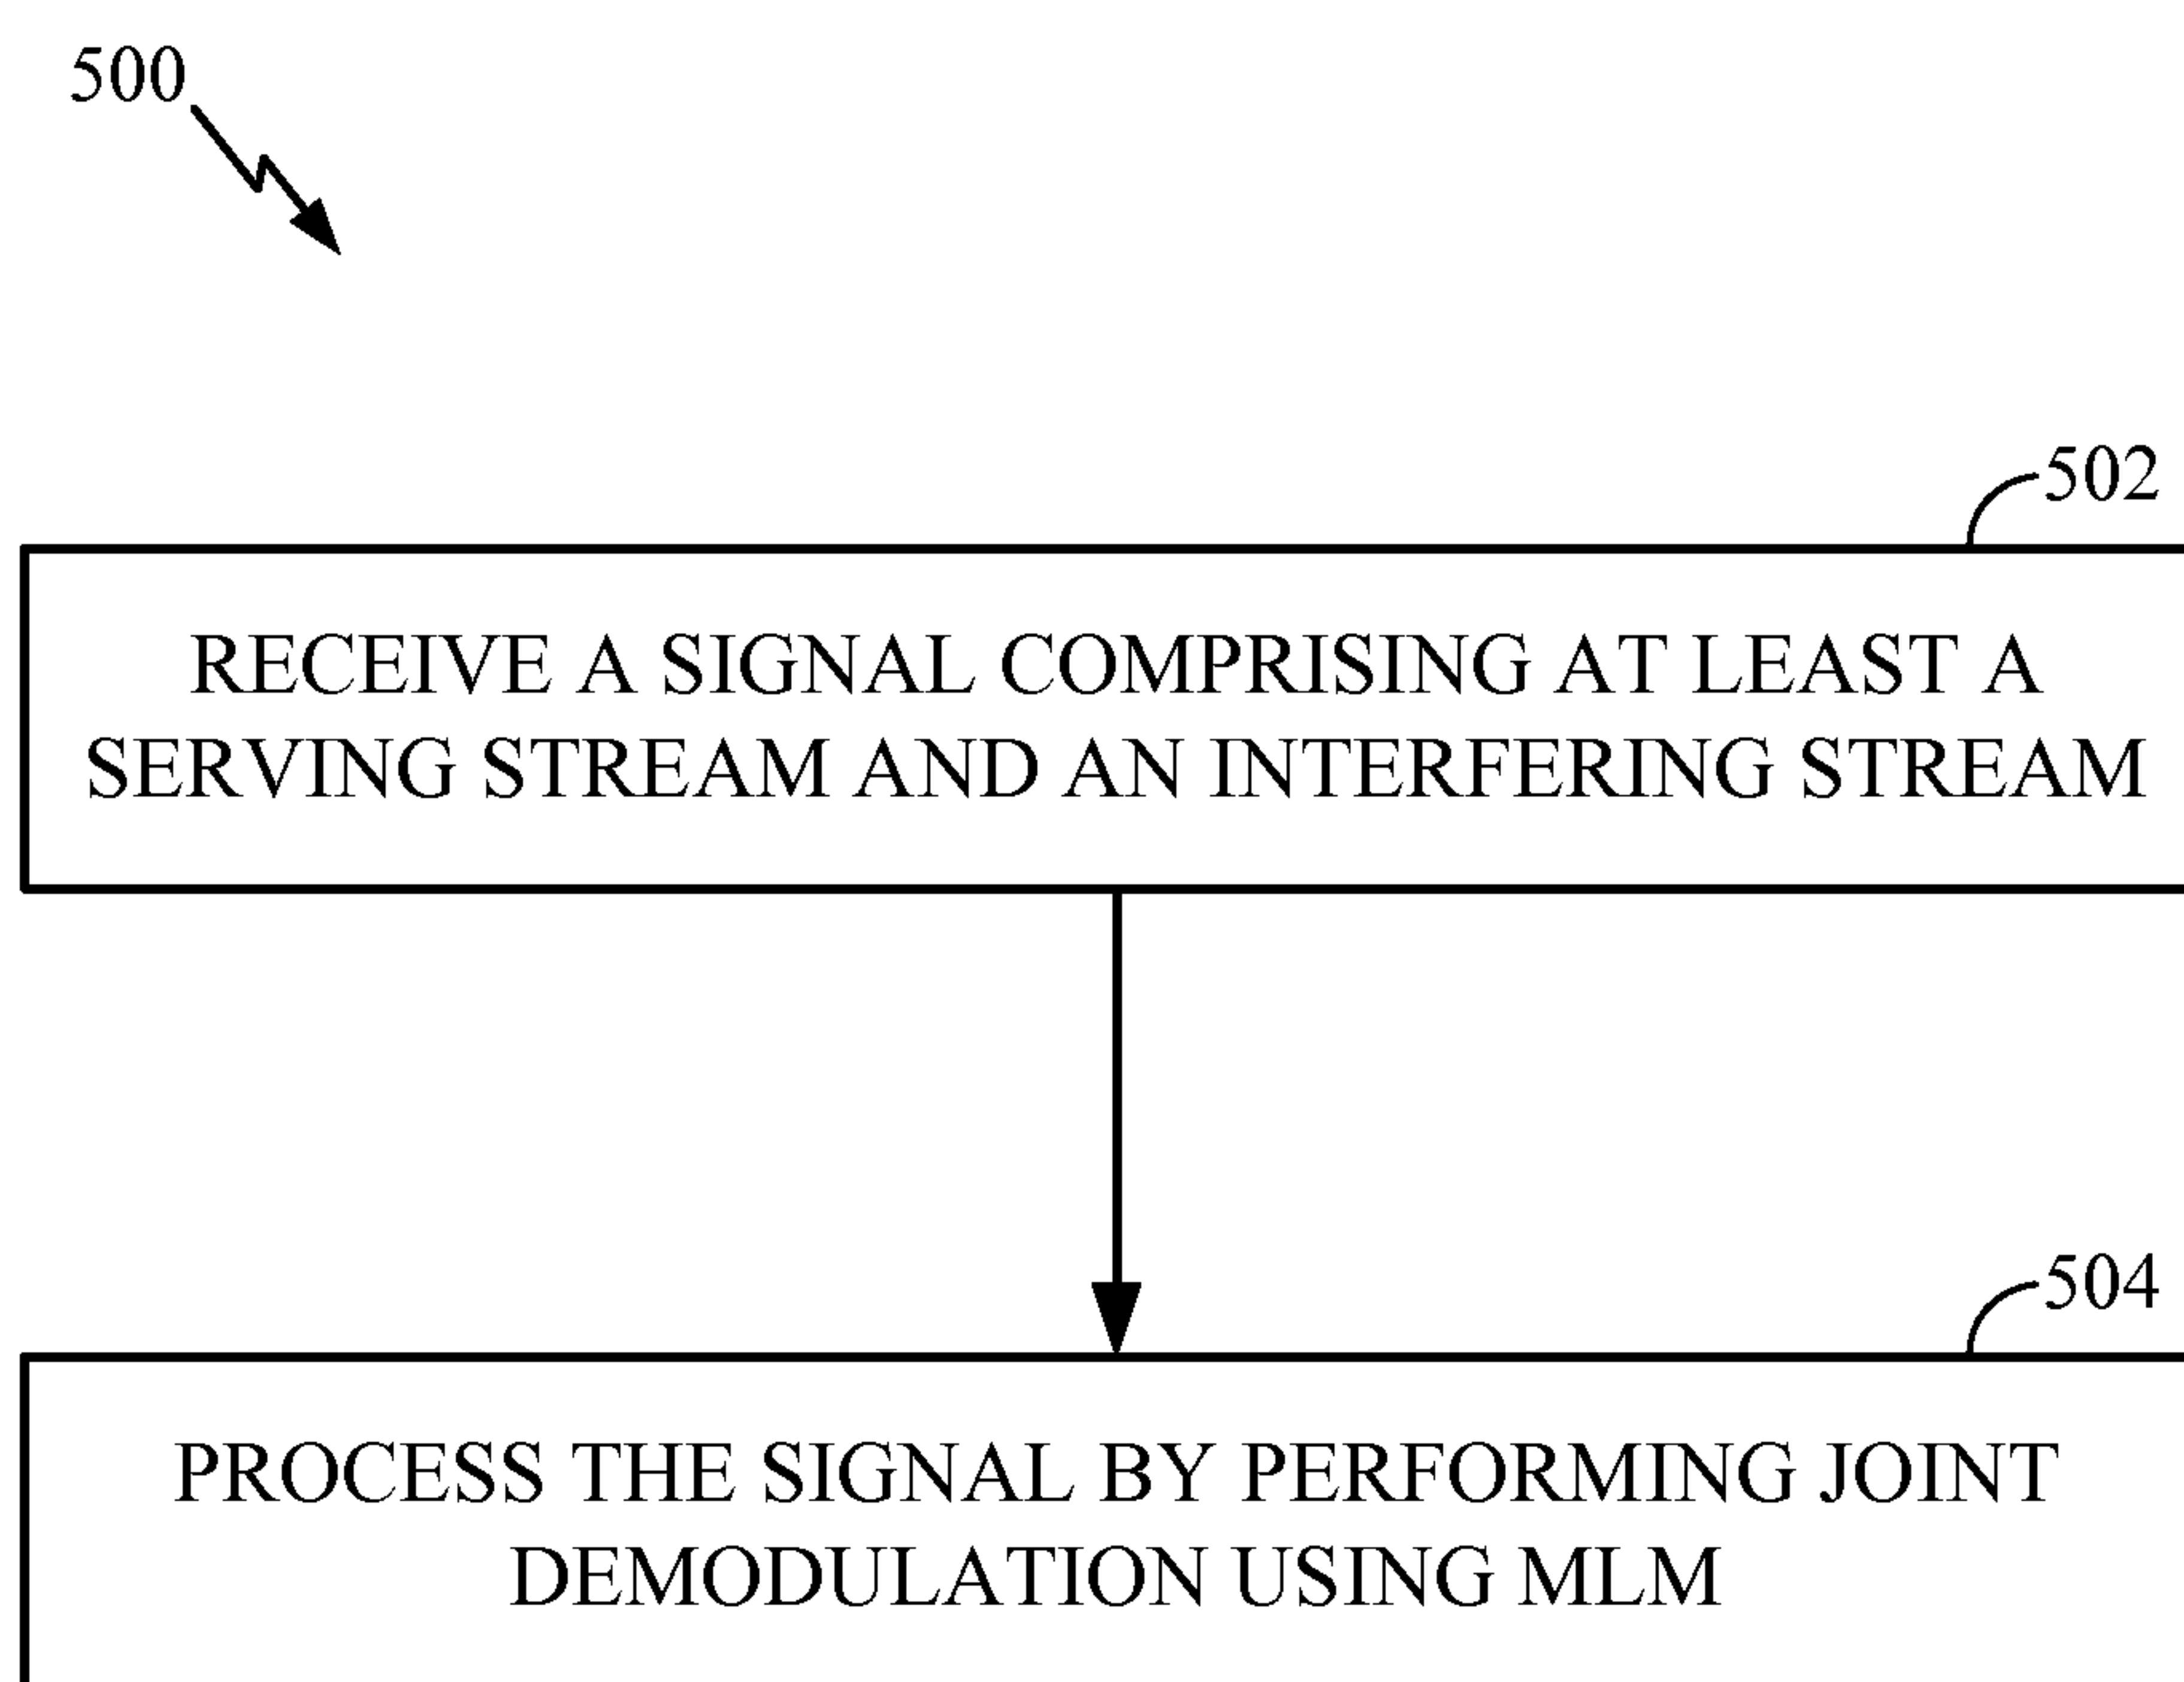 500
502
RECEIVE A SIGNAL COMPRISING AT LEAST A
SERVING STREAM AND AN INTERFERING STREAM
504
PROCESS THE SIGNAL BY PERFORMING JOINT
DEMODULATION USING MLM